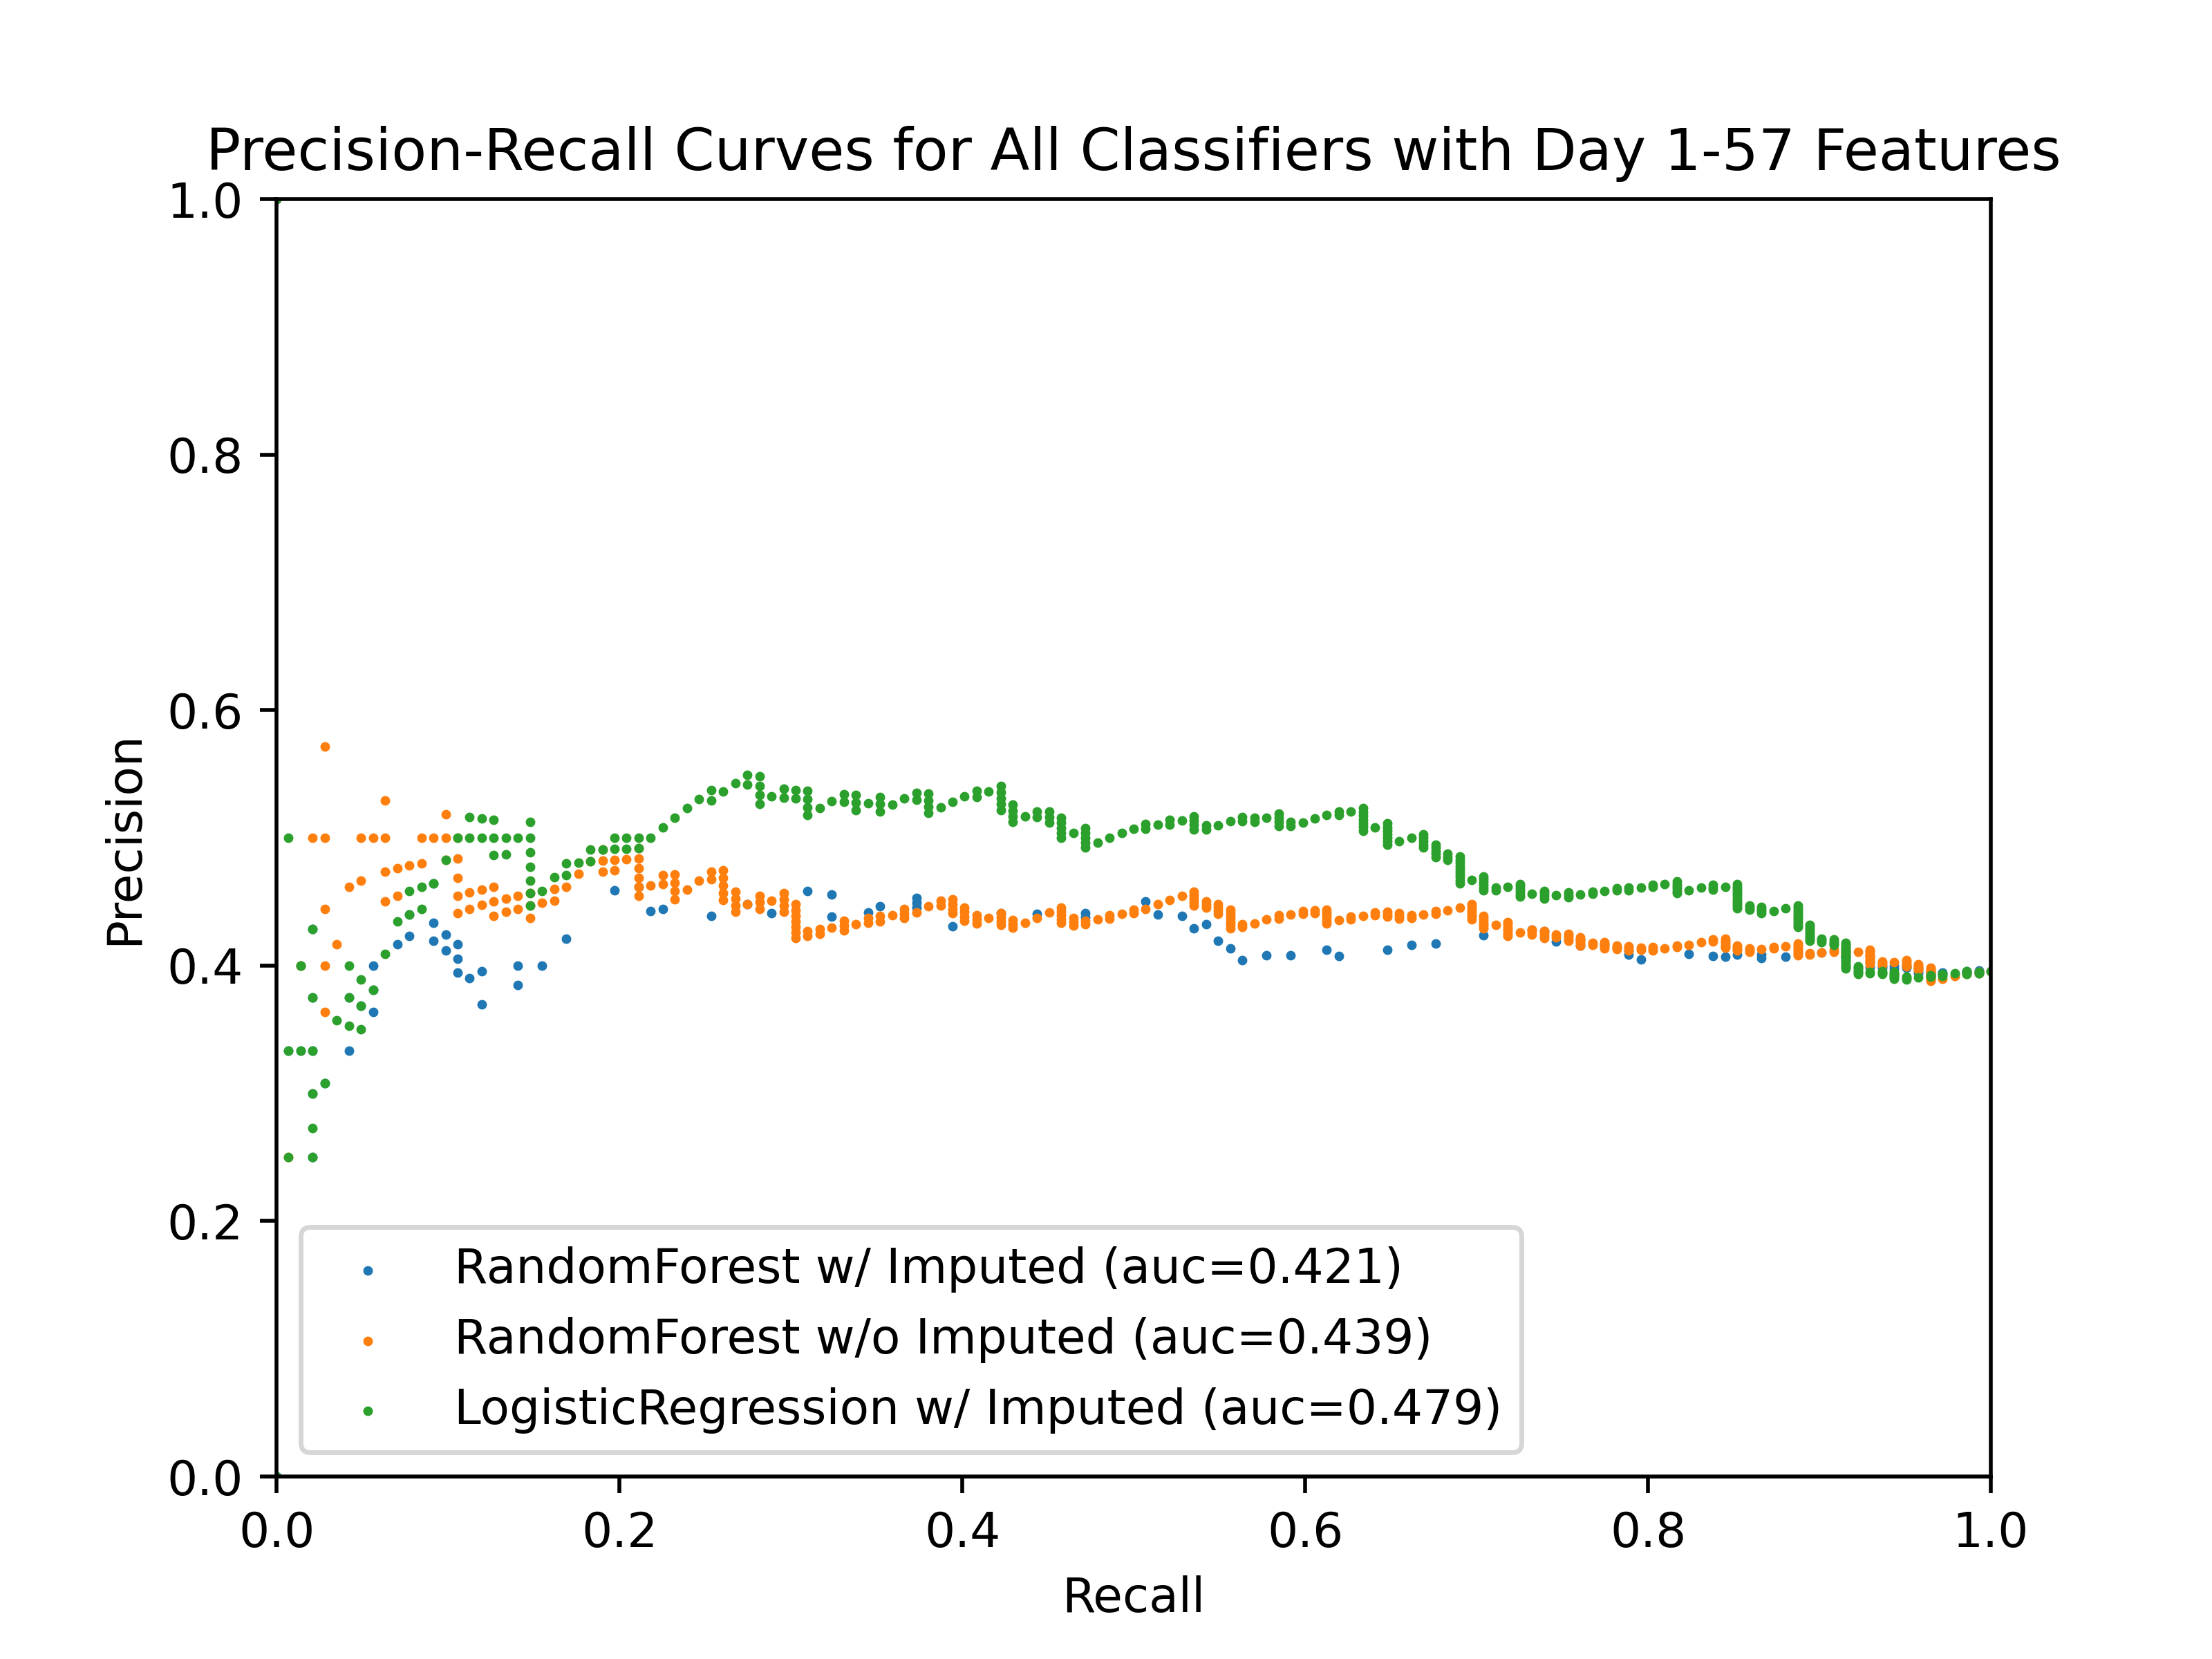 Precision-Recall Curves for All Classifiers with Day 1-57 Features
1.0
0.8
0.6
0.4
0.2
0.0
Precision
RandomForest w/ Imputed (auc=0.421)
RandomForest w/o Imputed (auc=0.439)
LogisticRegression w/ Imputed (auc=0.479)
0.0 0.2 0.4 0.6 0.8 1.0
Recall